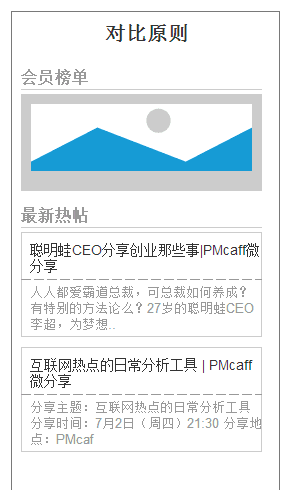 对比原则
会员榜单
最新热帖
聪明蛙CEO分享创业那些事|PMcaff微
分享
人人都爱霸道总裁，可总裁如何养成？
有特别的方法论么？27岁的聪明蛙CEO
李超，为梦想..
互联网热点的日常分析工具 | PMcaff
微分享
分享主题：互联网热点的日常分析工具
分享时间：7月2日（周四）21:30 分享地
点：PMcaf